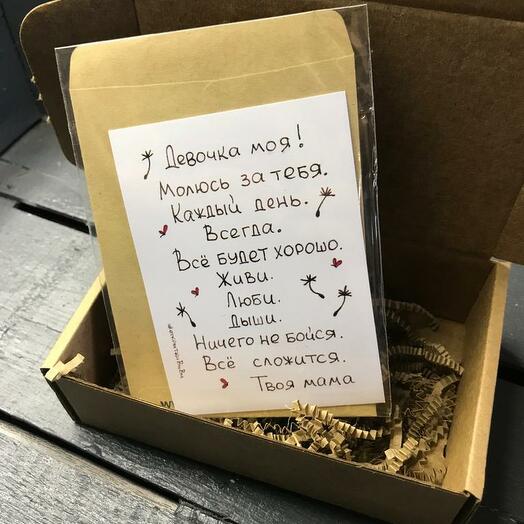 Девочка моя!
Молюсь за тебя.
Каждый день.
Всегда.
Всё будет хорошо.
Живи.
Люби.
Дыши.
Ничего не бойся.
Всё сложится.
Твоя мама